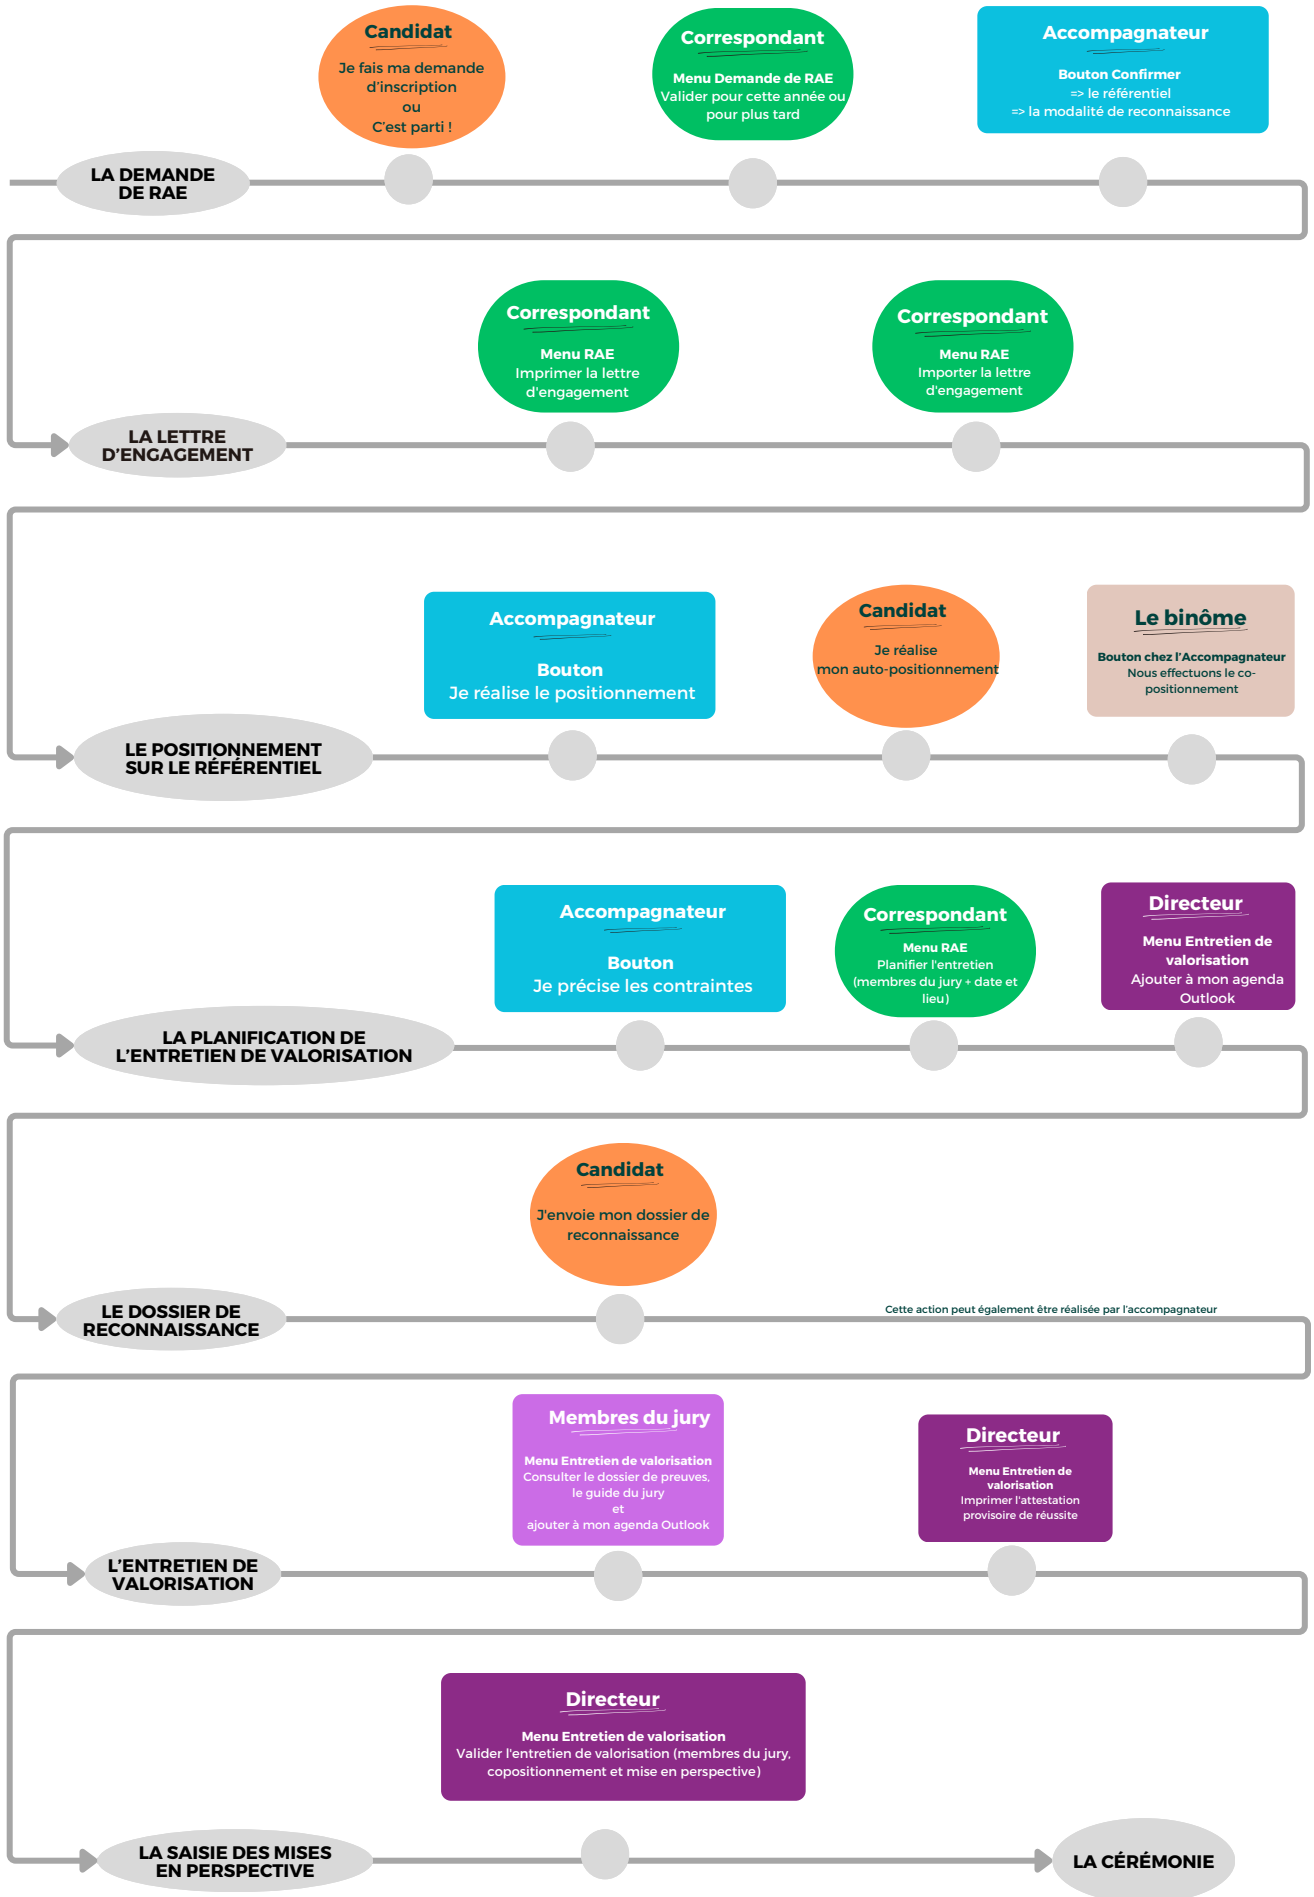 Candidat
Je fais ma demande
d'inscription
ou
C'est parti !
Correspondant
Menu Demande de RAE
Valider pour cette année ou
pour plus tard
Accompagnateur
Bouton Confirmer
=> le référentiel
=> la modalité de reconnaissance
LA DEMANDE
DE RAE
Correspondant
Menu RAE
Imprimer la lettre
d'engagement
Correspondant
Menu RAE
Importer la lettre
d'engagement
LA LETTRE
D'ENGAGEMENT
Accompagnateur
Bouton
Je réalise le positionnement
Candidat
Je réalise
mon auto-positionnement
Le binôme
Bouton chez l'Accompagnateur
Nous effectuons le co-
positionnement
LE POSITIONNEMENT
SUR LE RÉFÉRENTIEL
Accompagnateur
Bouton
Je précise les contraintes
Correspondant
Menu RAE
Planifier l'entretien
(membres du jury + date et
lieu)
Directeur
Menu Entretien de
valorisation
Ajouter à mon agenda
Outlook
LA PLANIFICATION DE
L'ENTRETIEN DE VALORISATION
Candidat
J'envoie mon dossier de
reconnaissance
Cette action peut également être réalisée par l'accompagnateur
LE DOSSIER DE
RECONNAISSANCE
Membres du jury
Menu Entretien de valorisation
Consulter le dossier de preuves,
le guide du jury
et
ajouter à mon agenda Outlook
Directeur
Menu Entretien de
valorisation
Imprimer l'attestation
provisoire de réussite
L'ENTRETIEN DE
VALORISATION
Directeur
Menu Entretien de valorisation
Valider l'entretien de valorisation (membres du jury,
copositionnement et mise en perspective)
LA SAISIE DES MISES
EN PERSPECTIVE
LA CÉRÉMONIE